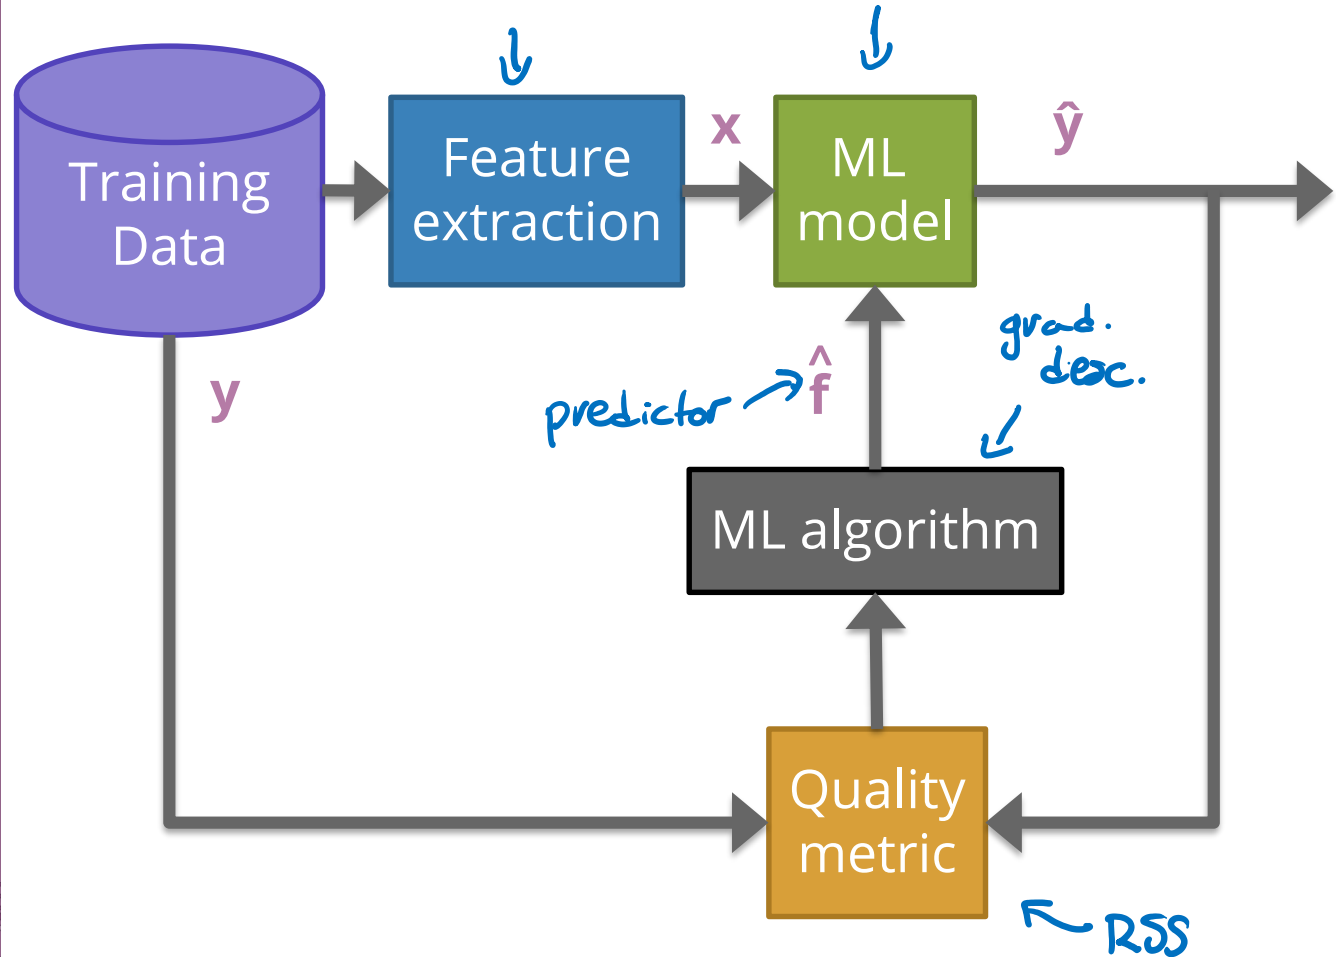 Training
Data
Feature
extraction
x
ML
model
ŷ
y
predictor
f̂
grad.
desc.
ML algorithm
Quality
metric
RSS